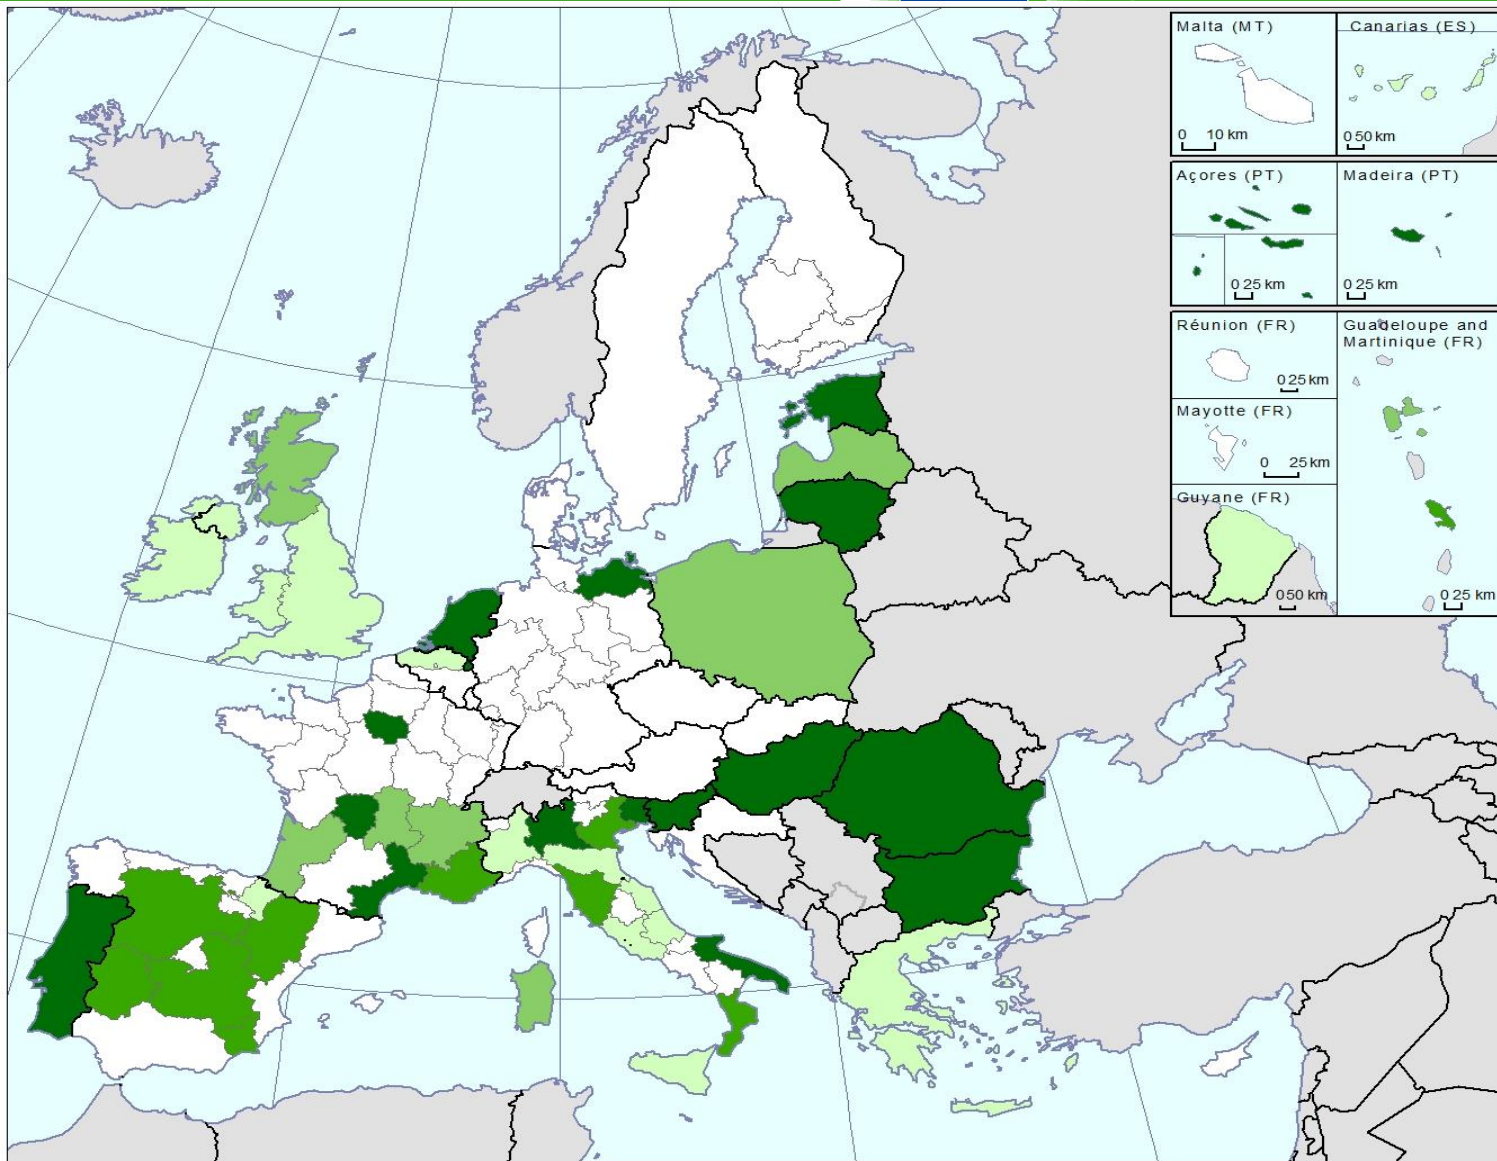 Malta (MT)
0 10 km
Canarias (ES)
0 50 km
Açores (PT)
0 25 km
Madeira (PT)
0 25 km
Réunion (FR)
0 25 km
Mayotte (FR)
0 25 km
Guyane (FR)
0 50 km
Guadeloupe and
Martinique (FR)
0 25 km